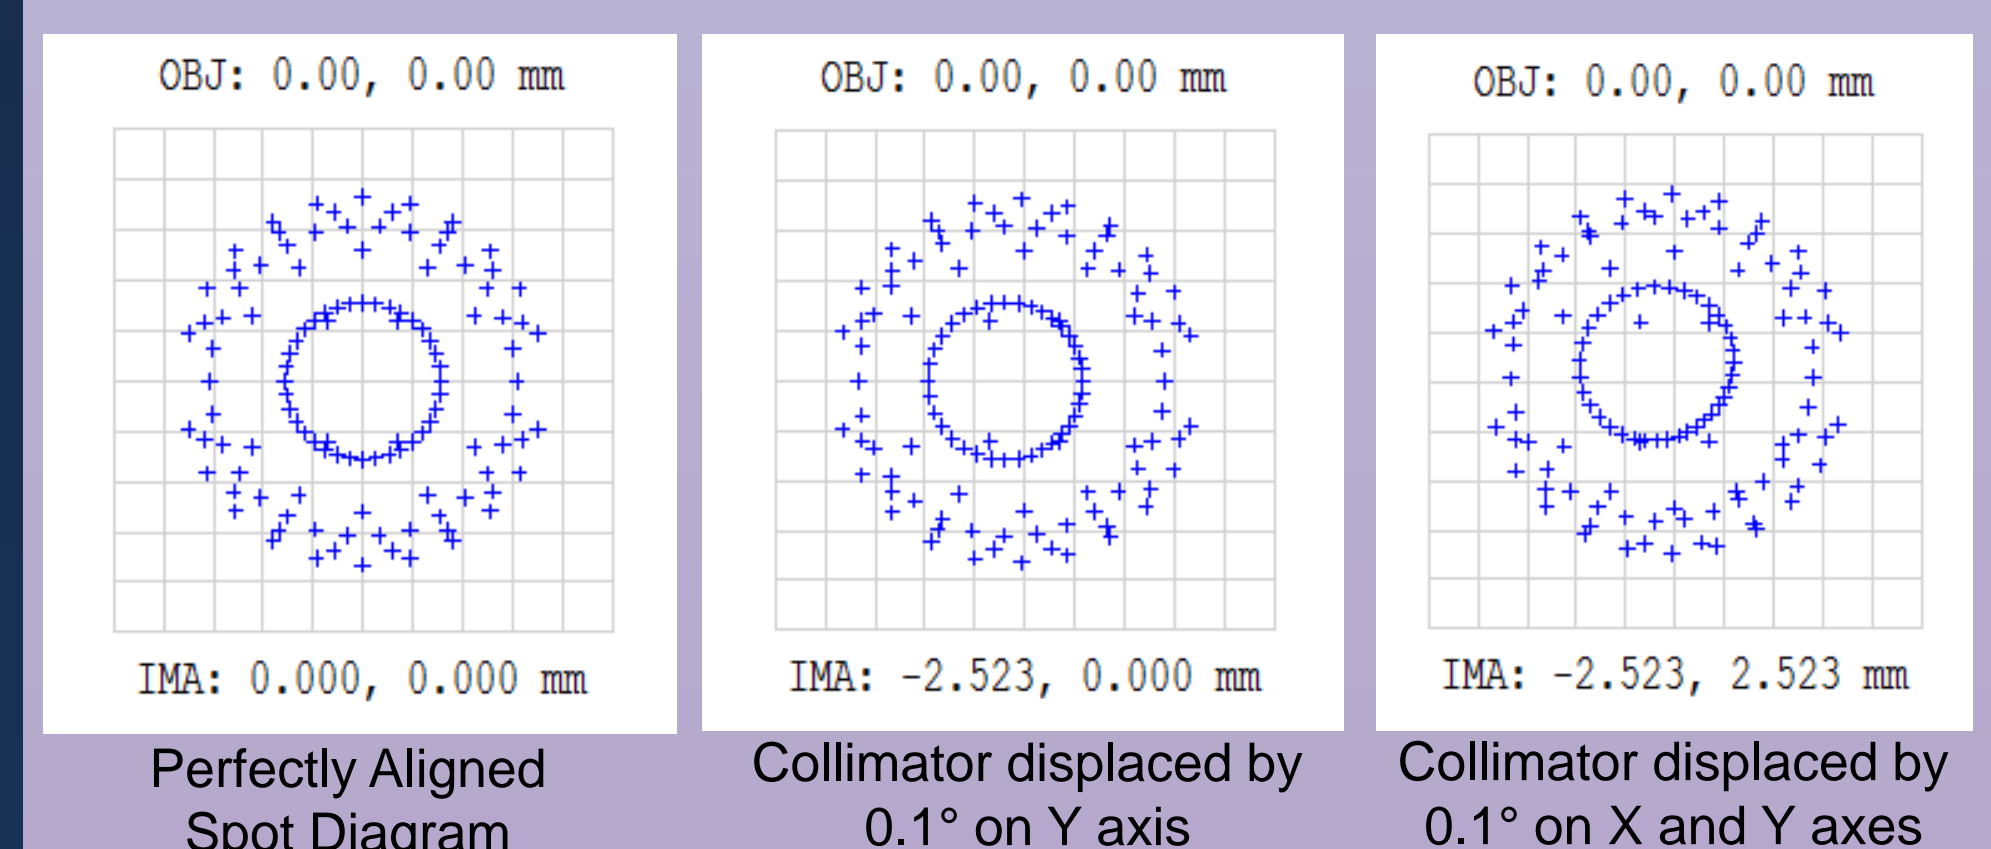 OBJ: 0.00, 0.00 mm
IMA: 0.000, 0.000 mm
Perfectly Aligned
Spot Diagram
OBJ: 0.00, 0.00 mm
IMA: -2.523, 0.000 mm
Collimator displaced by
0.1° on Y axis
OBJ: 0.00, 0.00 mm
IMA: -2.523, 2.523 mm
Collimator displaced by
0.1° on X and Y axes